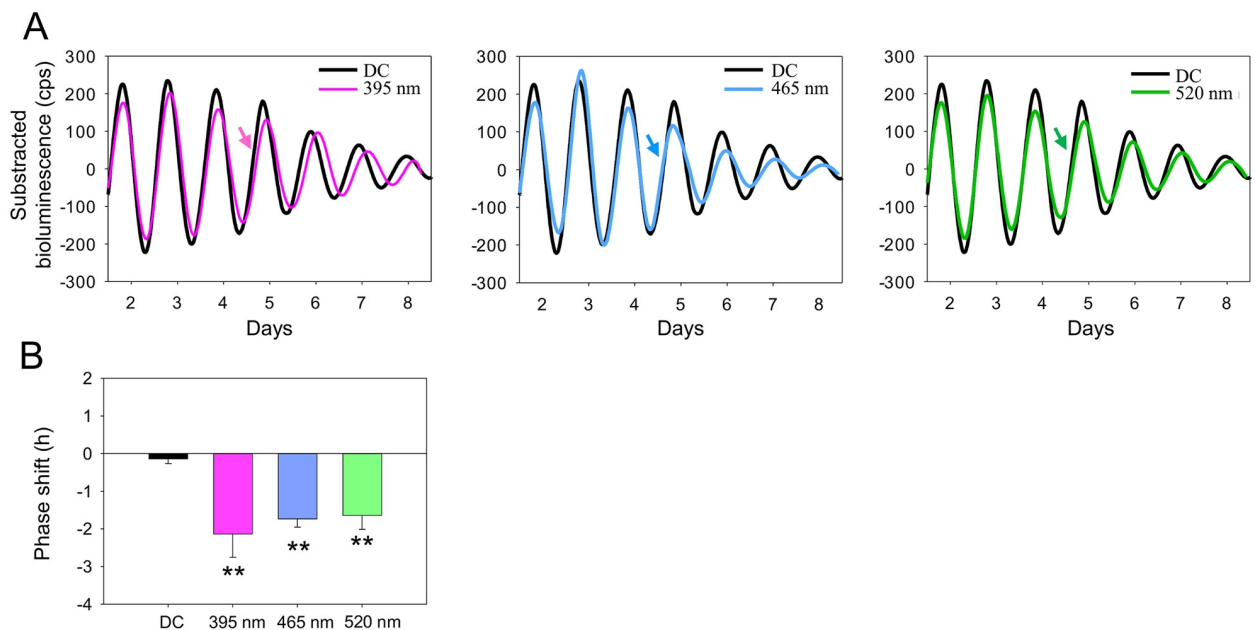 A
Substracted
bioluminescence (cps)
300
200
100
0
-100
-200
-300
DC
395 nm
2 3 4 5 6 7 8
Days
300
200
100
0
-100
-200
-300
DC
465 nm
2 3 4 5 6 7 8
Days
300
200
100
0
-100
-200
-300
DC
520 nm
2 3 4 5 6 7 8
Days
B
Phase shift (h)
2
1
0
-1
-2
-3
-4
**
**
**
DC 395 nm 465 nm 520 nm